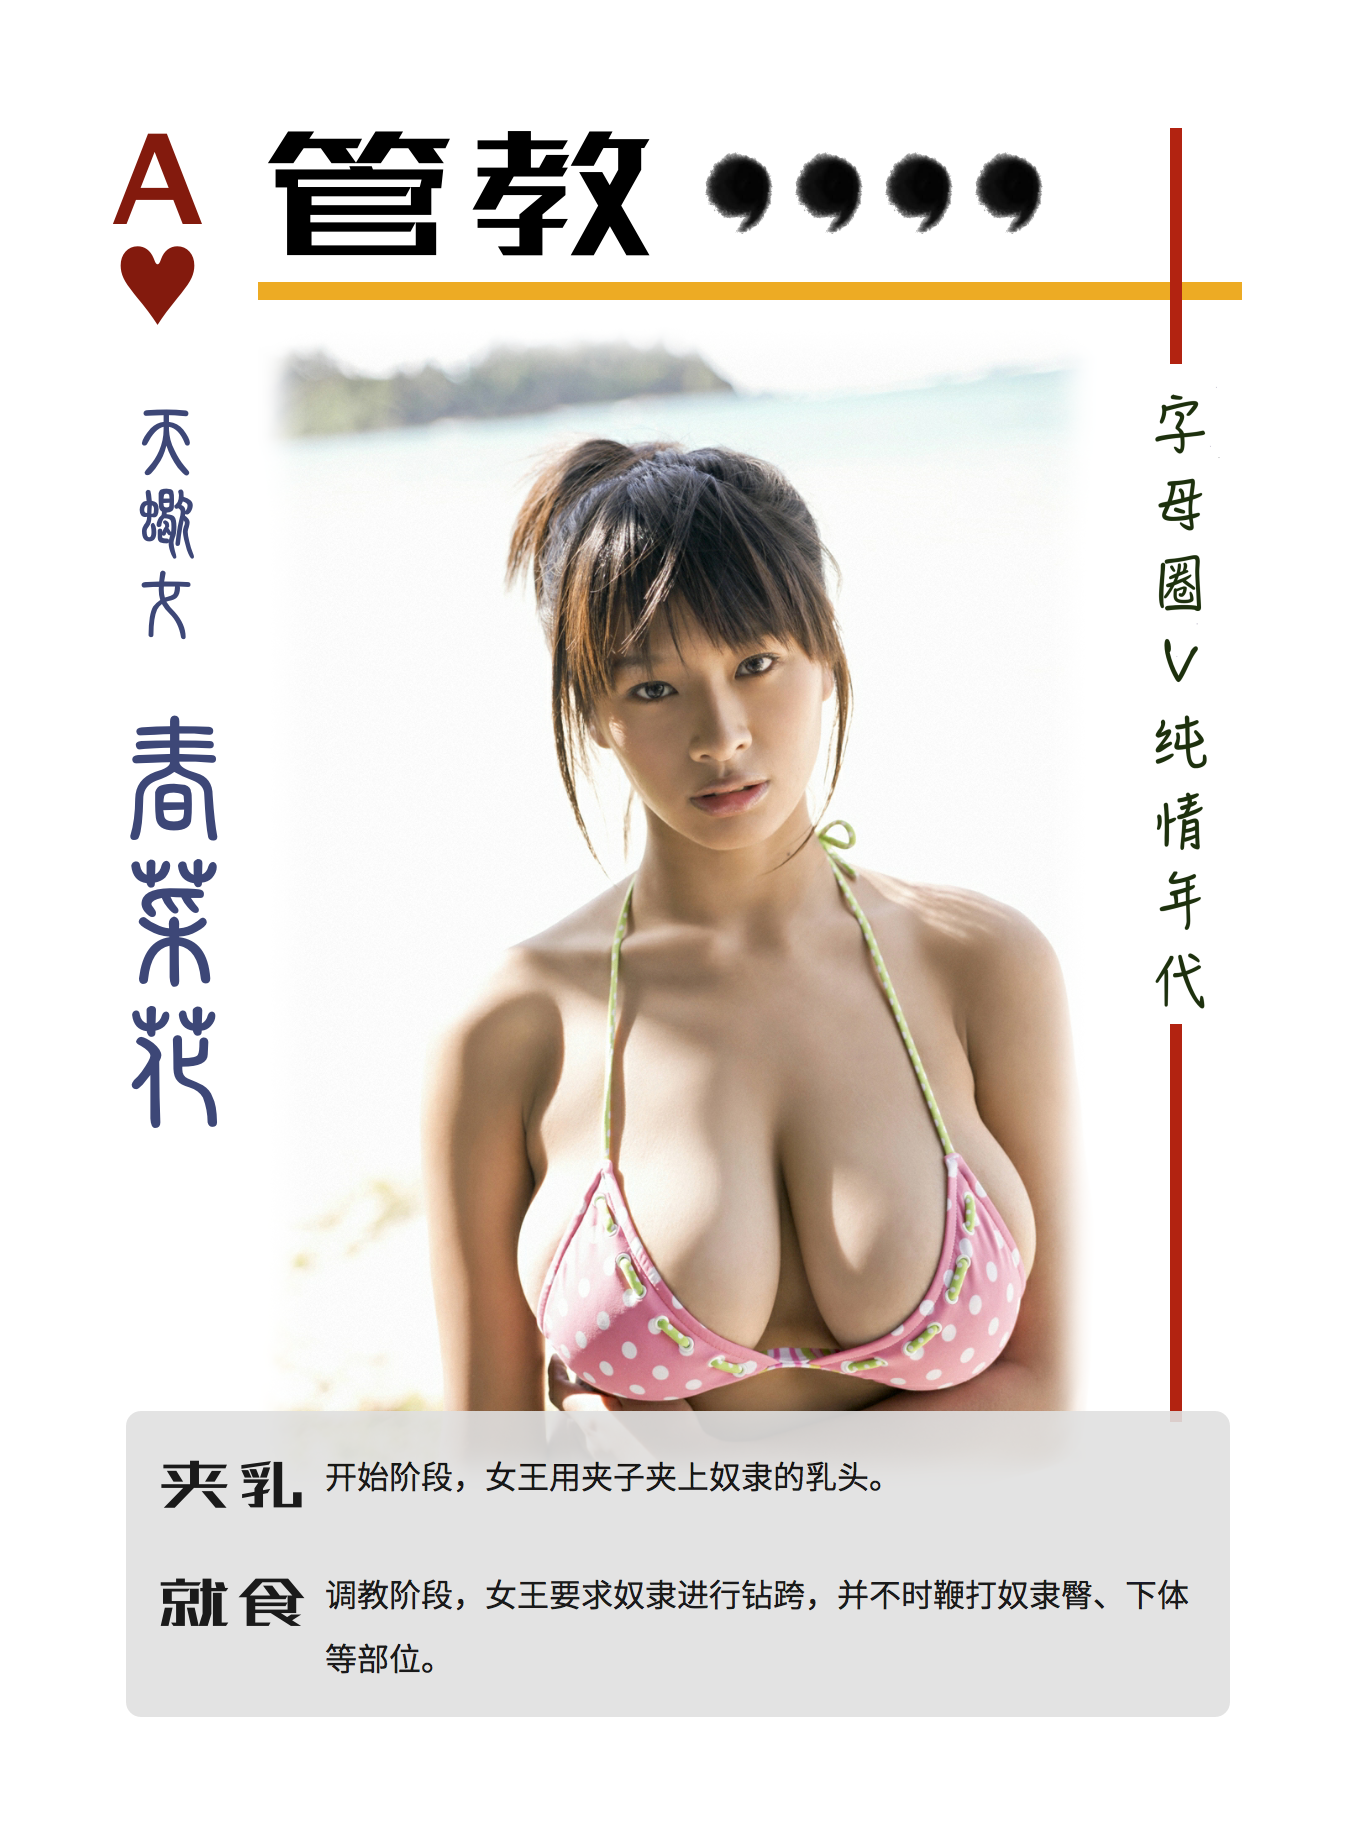 A
管教
天蝎女
春菜花
字母圈V纯情年代
夹乳 开始阶段，女王用夹子夹上奴隶的乳头。
就食 调教阶段，女王要求奴隶进行钻跨，并不时鞭打奴隶臀、下体
等部位。